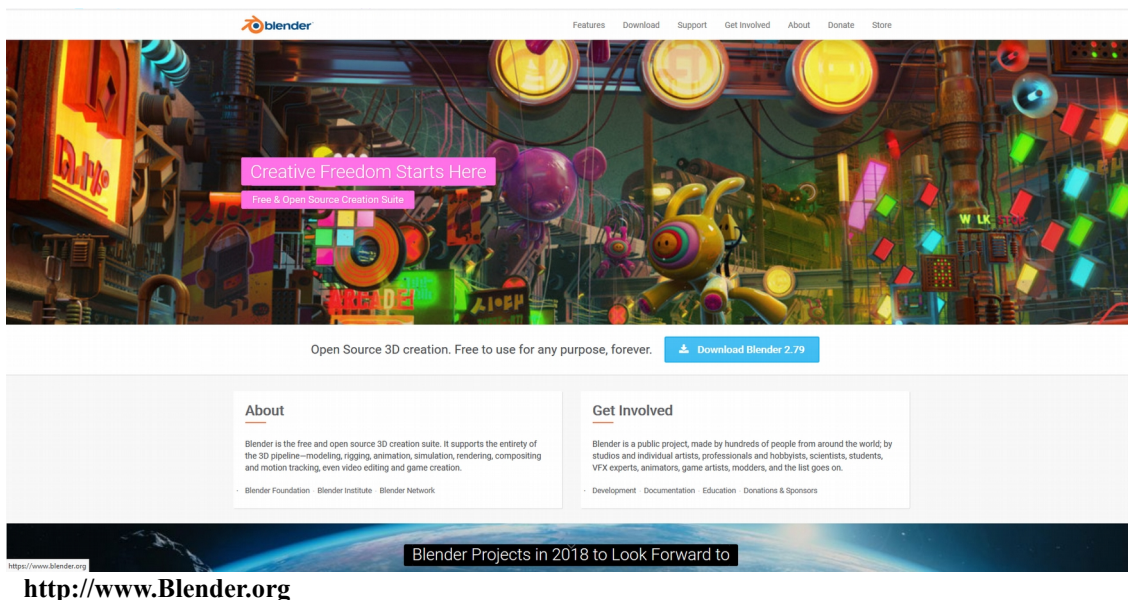 blender
Features Download Support Get Involved About Donate Store
Creative Freedom Starts Here
Free & Open Source Creation Suite
ARCADE
Open Source 3D creation. Free to use for any purpose, forever.
Download Blender 2.79
About
Blender is the free and open source 3D creation suite. It supports the entirety of
the 3D pipeline—modeling, rigging, animation, simulation, rendering, compositing
and motion tracking, even video editing and game creation.
- Blender Foundation · Blender Institute · Blender Network
Get Involved
Blender is a public project, made by hundreds of people from around the world; by
studios and individual artists, professionals and hobbyists, scientists, students,
VFX experts, animators, game artists, modders, and the list goes on.
- Development · Documentation · Education · Donations & Sponsors
Blender Projects in 2018 to Look Forward to
https://www.blender.org
http://www.Blender.org